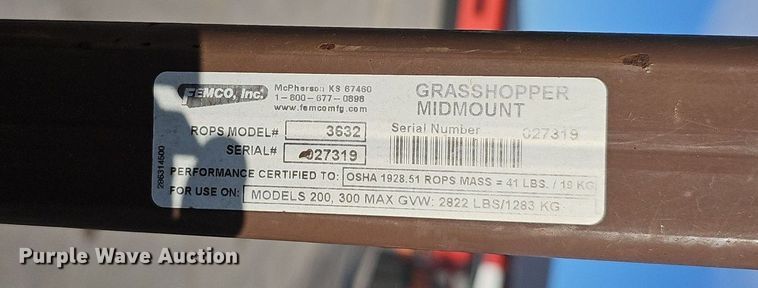 FEMCO, Inc.
McPherson KS 67460
1-800-677-0898
www.femcomfg.com
GRASSHOPPER
MIDMOUNT
ROPS MODEL# 3632
SERIAL# 027319
Serial Number 027319
PERFORMANCE CERTIFIED TO: OSHA 1928.51 ROPS MASS = 41 LBS. / 19 KG
FOR USE ON: MODELS 200, 300 MAX GVW: 2822 LBS/1283 KG.
286314500
Purple Wave Auction